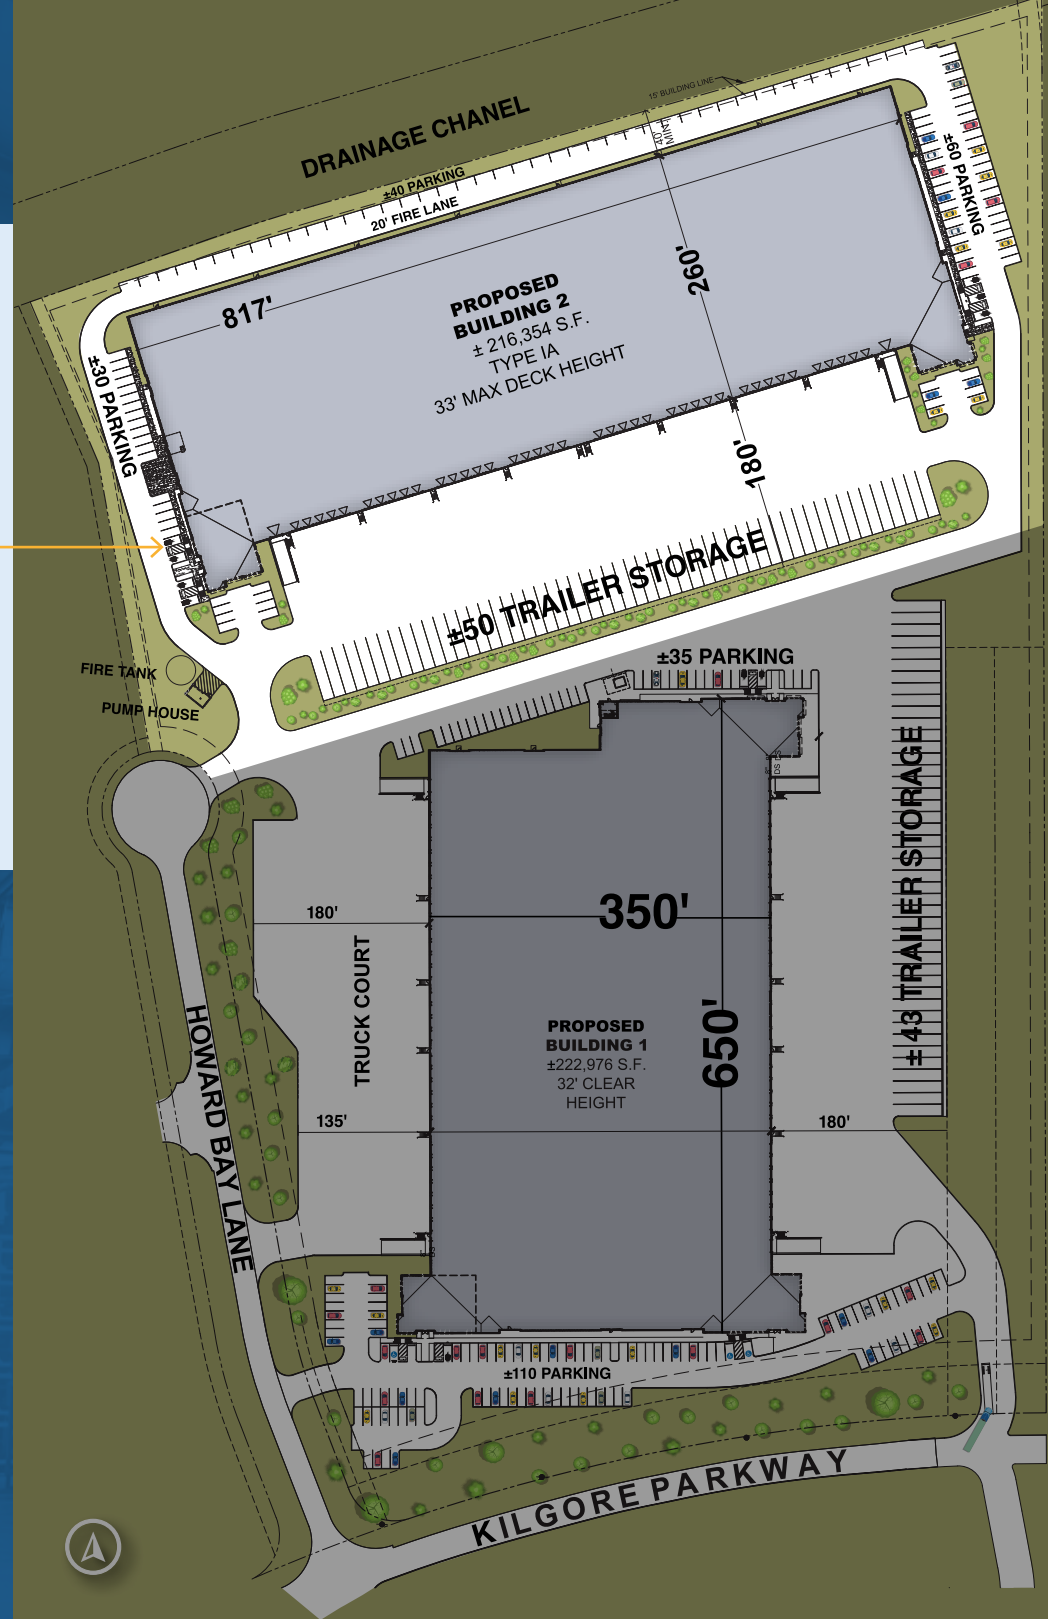 DRAINAGE CHANEL
15' BUILDING LINE
40'
MIN.
±40 PARKING
20' FIRE LANE
±60 PARKING
817'
260'
PROPOSED
BUILDING 2
± 216,354 S.F.
TYPE IA
33' MAX DECK HEIGHT
±30 PARKING
180'
±50 TRAILER STORAGE
FIRE TANK
PUMP HOUSE
±35 PARKING
350'
650'
180'
TRUCK COURT
±43 TRAILER STORAGE
PROPOSED
BUILDING 1
±222,976 S.F.
32' CLEAR
HEIGHT
135'
180'
HOWARD BAY LANE
±110 PARKING
KILGORE PARKWAY